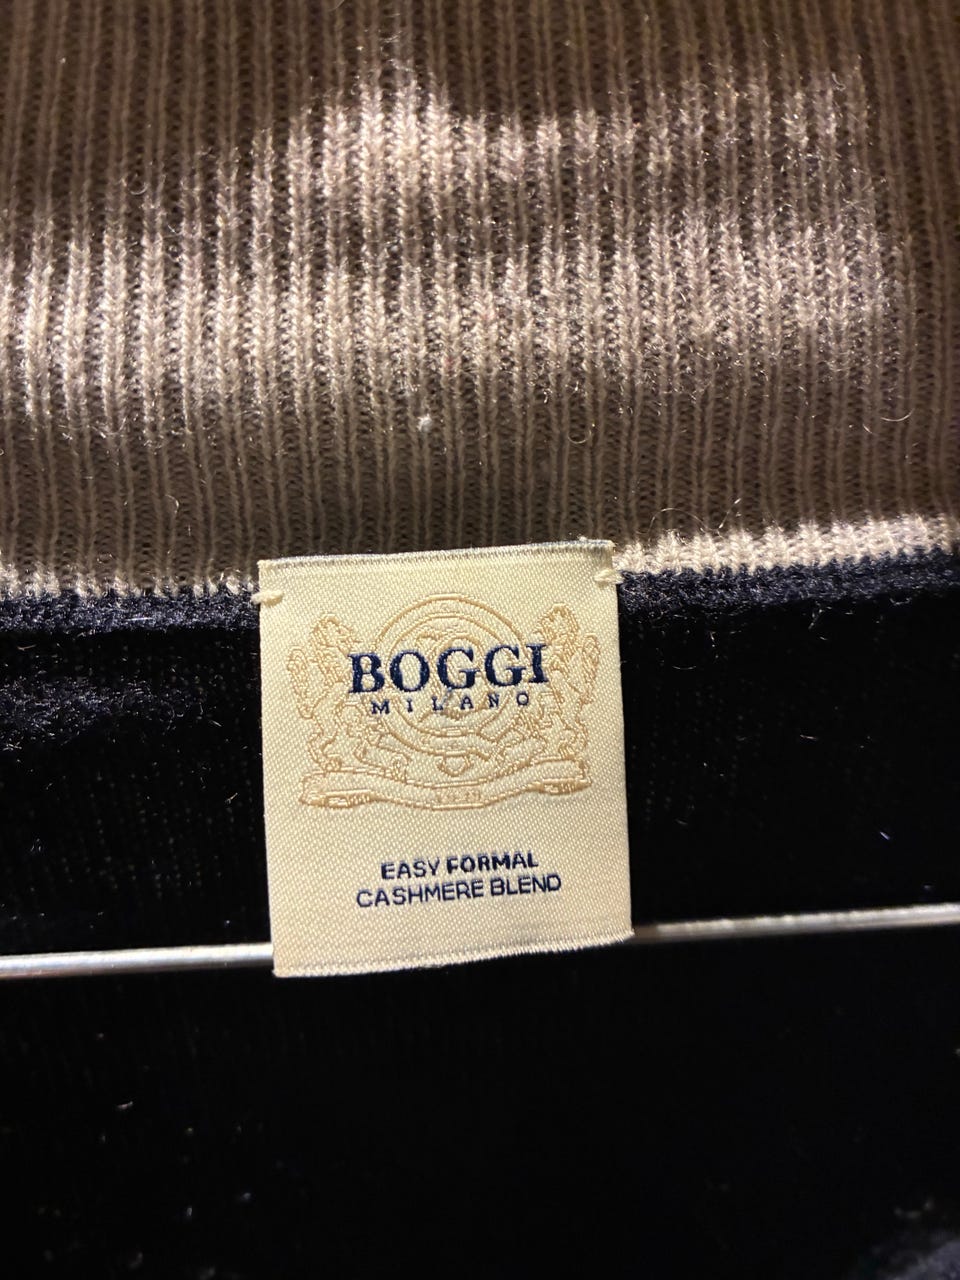 BOGGI
MILANO
EASY FORMAL
CASHMERE BLEND